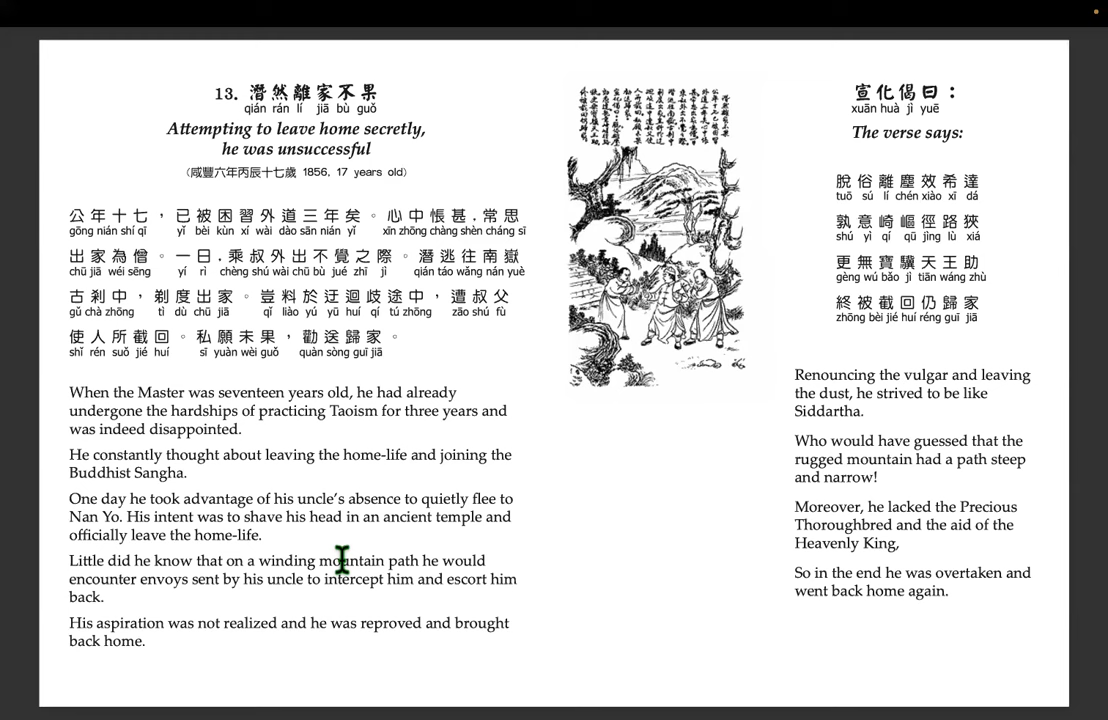 13. 潛然離家不果
qián rán lí jiā bù guǒ
Attempting to leave home secretly,
he was unsuccessful
（咸豐六年丙辰十七歲 1856, 17 years old）
公年十七，已被困習外道三年矣。心中悵甚.常思
gōng nián shí qī yǐ bèi kùn xí wài dào sān nián yǐ xīn zhōng chàng shèn cháng sī
出家為僧。一日.乘叔外出不覺之際。潛逃往南嶽
chū jiā wéi sēng yí rì chèng shú wài chū bù jué zhī jì qián táo wǎng nán yuè
古剎中，剃度出家。豈料於迂迴歧途中，遭叔父
gǔ chà zhōng tì dù chū jiā qǐ liào yú yū huí qí tú zhōng zāo shú fù
使人所截回。私願未果，勸送歸家。
shǐ rén suǒ jié huí sī yuàn wèi guǒ quàn sòng guī jiā
When the Master was seventeen years old, he had already
undergone the hardships of practicing Taoism for three years and
was indeed disappointed.
He constantly thought about leaving the home-life and joining the
Buddhist Sangha.
One day he took advantage of his uncle's absence to quietly flee to
Nan Yo. His intent was to shave his head in an ancient temple and
officially leave the home-life.
Little did he know that on a winding mountain path he would
encounter envoys sent by his uncle to intercept him and escort him
back.
His aspiration was not realized and he was reproved and brought
back home.
宣化偈曰：
xuān huà jì yuē
The verse says:
脫俗離塵效希達
tuō sú lí chén xiào xī dá
孰意崎嶇徑路狹
shú yì qí qū jìng lù xiá
更無寶驥天王助
gèng wú bǎo jì tiān wáng zhù
終被截回仍歸家
zhōng bèi jié huí réng guī jiā
Renouncing the vulgar and leaving
the dust, he strived to be like
Siddartha.
Who would have guessed that the
rugged mountain had a path steep
and narrow!
Moreover, he lacked the Precious
Thoroughbred and the aid of the
Heavenly King,
So in the end he was overtaken and
went back home again.